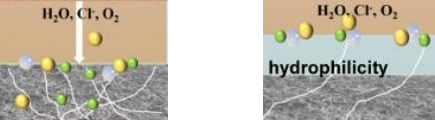 H₂O, Cl⁻, O₂
H₂O, Cl⁻, O₂
hydrophilicity